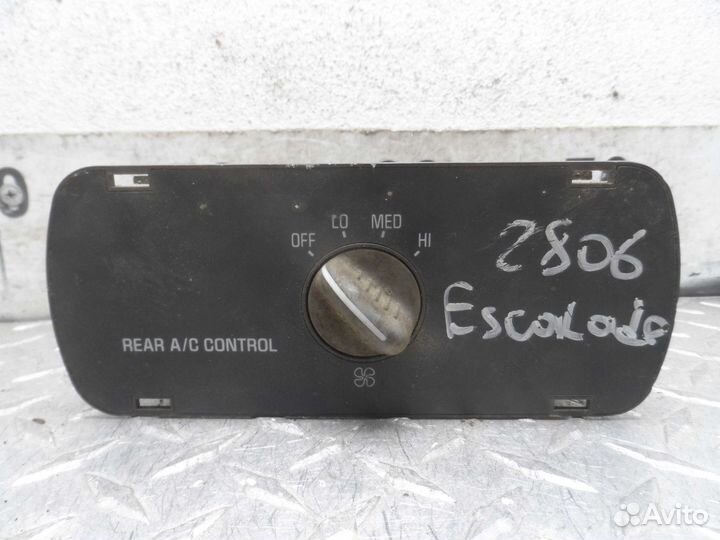 LO MED
OFF HI
2806
Escalade
REAR A/C CONTROL
Avito